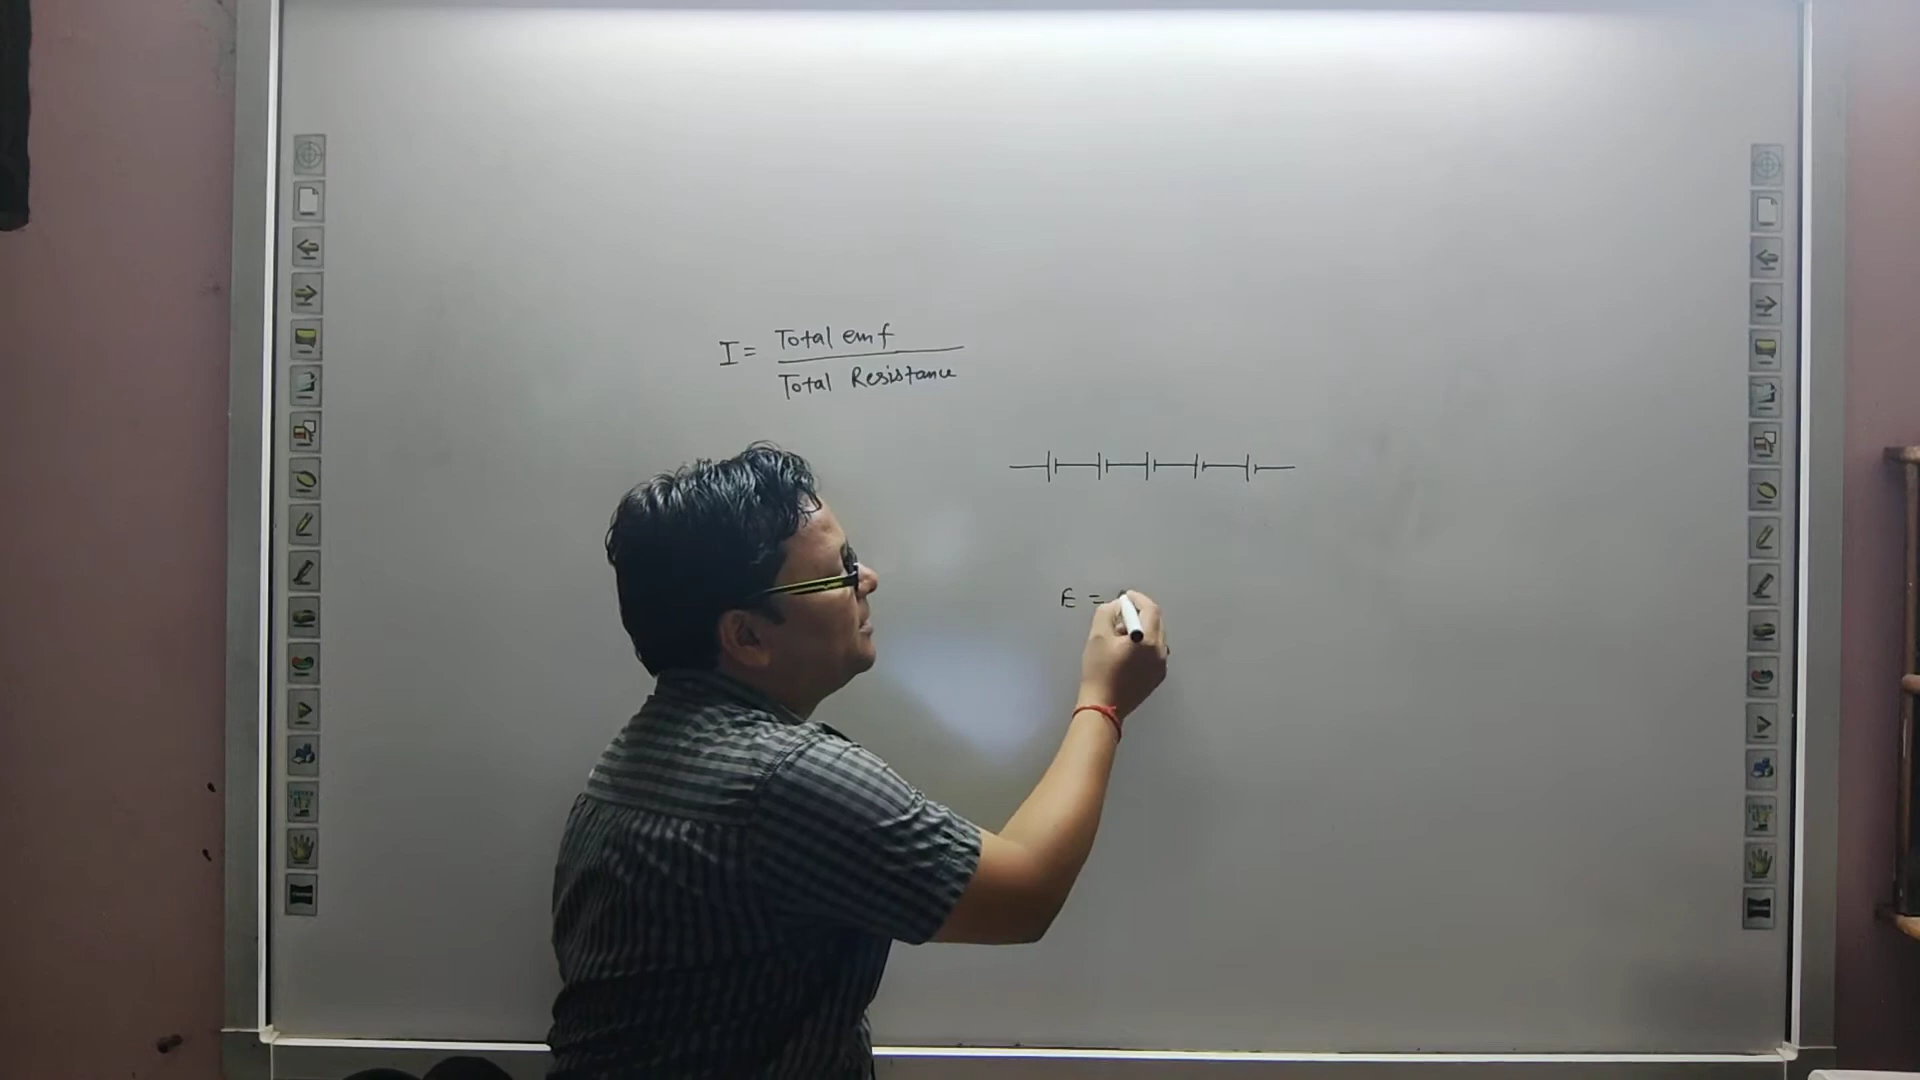 I = Total emf
Total Resistance
E =